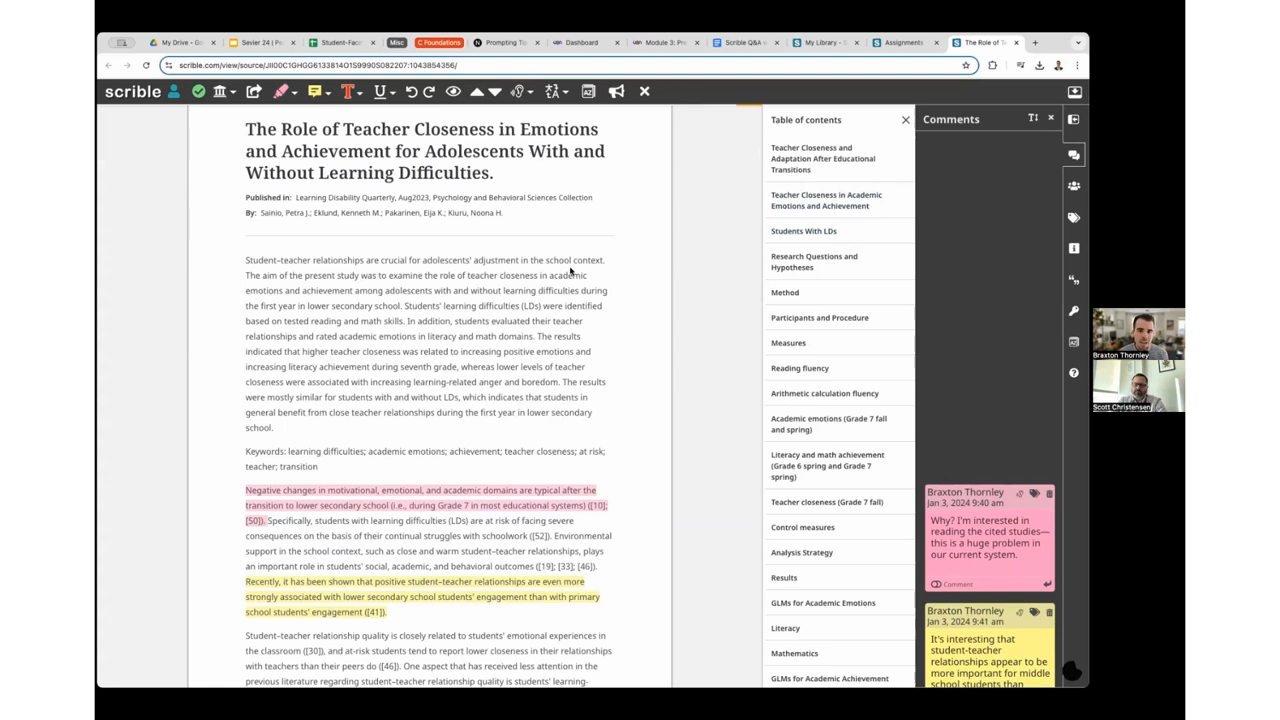 My Drive - Go
Sevier 24 | P
Student-Face
Misc
C Foundations
Prompting Tip
Dashboard
Module 3: Pri
Scrible Q&A
My Library - S
Assignments
The Role of T
scrible.com/view/source/JI00C1GHGG6133814O1S9990S082207:1043854356/
scrible
The Role of Teacher Closeness in Emotions
and Achievement for Adolescents With and
Without Learning Difficulties.
Published in: Learning Disability Quarterly, Aug2023, Psychology and Behavioral Sciences Collection
By: Sainio, Petra J.; Eklund, Kenneth M.; Pakarinen, Eija K.; Kiuru, Noona H.
Student–teacher relationships are crucial for adolescents' adjustment in the school context.
The aim of the present study was to examine the role of teacher closeness in academic
emotions and achievement among adolescents with and without learning difficulties during
the first year in lower secondary school. Students' learning difficulties (LDs) were identified
based on tested reading and math skills. In addition, students evaluated their teacher
relationships and rated academic emotions in literacy and math domains. The results
indicated that higher teacher closeness was related to increasing positive emotions and
increasing literacy achievement during seventh grade, whereas lower levels of teacher
closeness were associated with increasing learning-related anger and boredom. The results
were mostly similar for students with and without LDs, which indicates that students in
general benefit from close teacher relationships during the first year in lower secondary
school.
Keywords: learning difficulties; academic emotions; achievement; teacher closeness; at risk;
teacher; transition
Negative changes in motivational, emotional, and academic domains are typical after the
transition to lower secondary school (i.e., during Grade 7 in most educational systems) ([10];
[50]). Specifically, students with learning difficulties (LDs) are at risk of facing severe
consequences on the basis of their continual struggles with schoolwork ([52]). Environmental
support in the school context, such as close and warm student–teacher relationships, plays
an important role in students' social, academic, and behavioral outcomes ([19]; [33]; [46]).
Recently, it has been shown that positive student–teacher relationships are even more
strongly associated with lower secondary school students' engagement than with primary
school students' engagement ([41]).
Student–teacher relationship quality is closely related to students' emotional experiences in
the classroom ([30]), and at-risk students tend to report lower closeness in their relationships
with teachers than their peers do ([46]). One aspect that has received less attention in the
previous literature regarding student–teacher relationship quality is students' learning-
Table of contents
Teacher Closeness and
Adaptation After Educational
Transitions
Teacher Closeness in Academic
Emotions and Achievement
Students With LDs
Research Questions and
Hypotheses
Method
Participants and Procedure
Measures
Reading fluency
Arithmetic calculation fluency
Academic emotions (Grade 7 fall
and spring)
Literacy and math achievement
(Grade 6 spring and Grade 7
spring)
Teacher closeness (Grade 7 fall)
Control measures
Analysis Strategy
Results
GLMs for Academic Emotions
Literacy
Mathematics
GLMs for Academic Achievement
Comments
Braxton Thornley
Jan 3, 2024 9:40 am
Why? I'm interested in
reading the cited studies—
this is a huge problem in
our current system.
Comment
Braxton Thornley
Jan 3, 2024 9:41 am
It's interesting that
student-teacher
relationships appear to be
more important for middle
school students than
Braxton Thornley
Scott Christensen